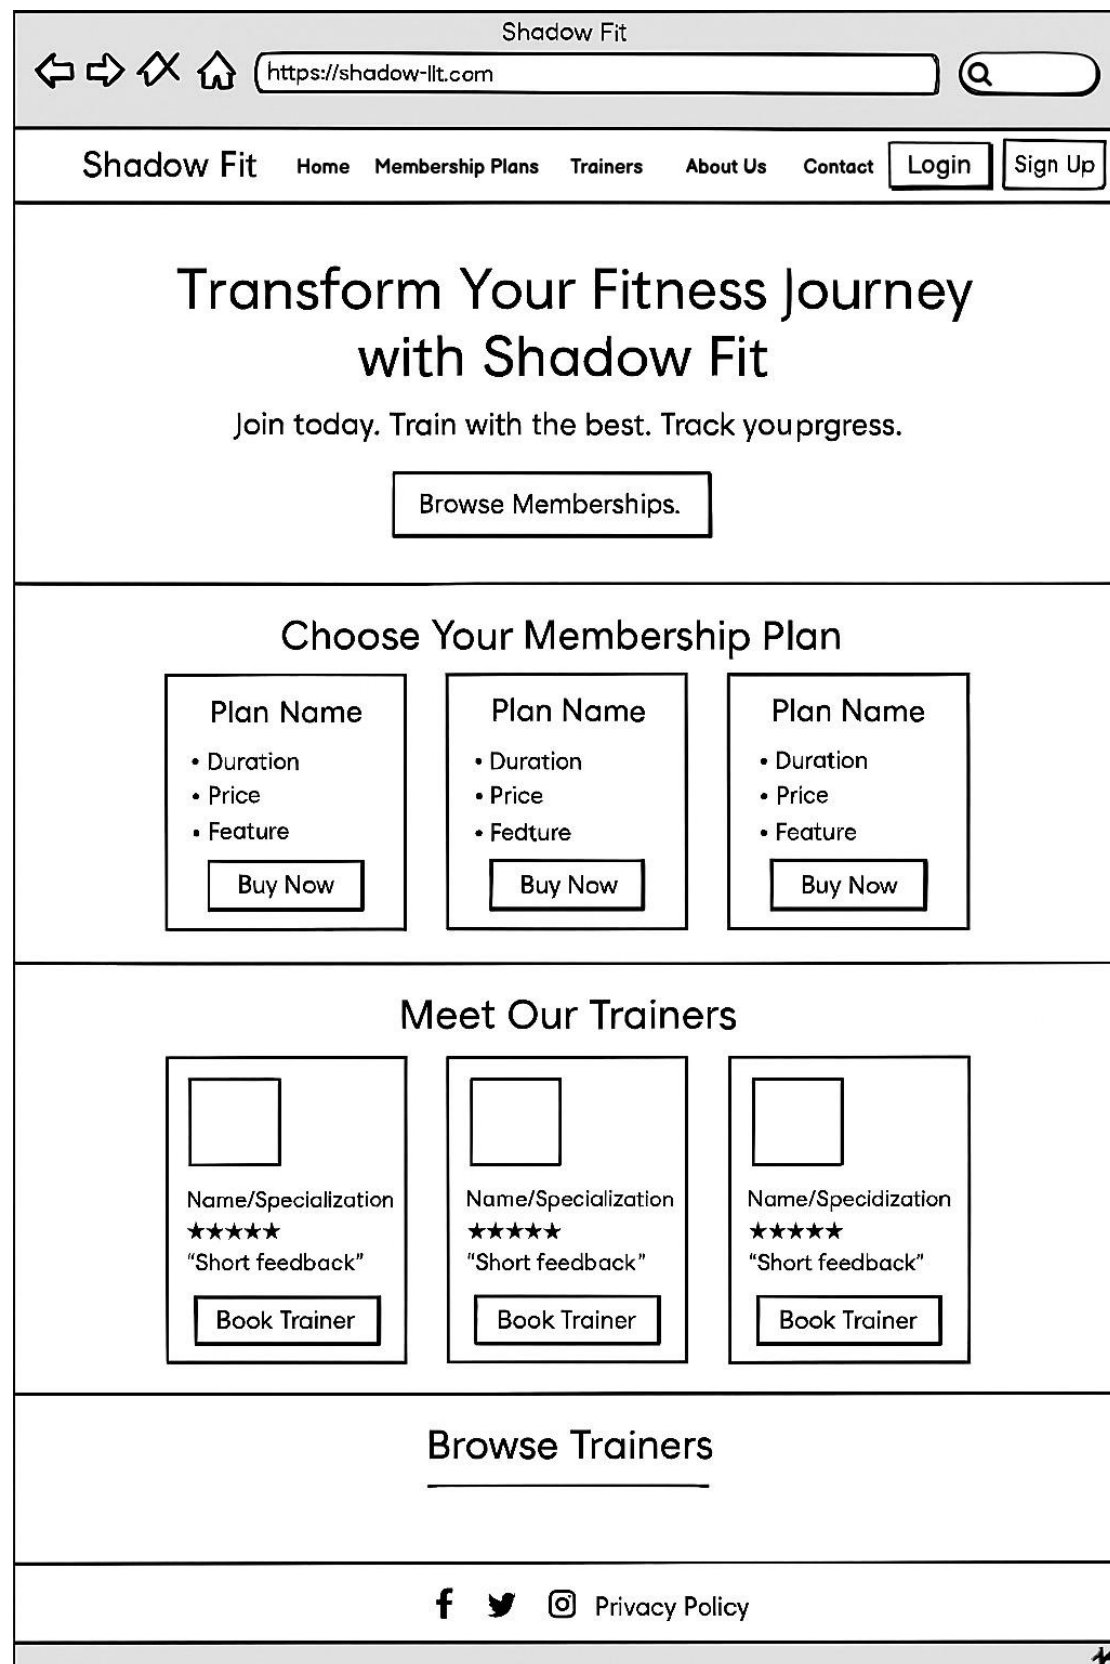 Shadow Fit
https://shadow-llt.com
Shadow Fit Home Membership Plans Trainers About Us Contact Login Sign Up
Transform Your Fitness Journey
with Shadow Fit
Join today. Train with the best. Track you prgress.
Browse Memberships.
Choose Your Membership Plan
Plan Name Plan Name Plan Name
• Duration • Duration • Duration
• Price • Price • Price
• Feature • Fedture • Feature
Buy Now Buy Now Buy Now
Meet Our Trainers
Name/Specialization Name/Specialization Name/Specidization
★★★★★ ★★★★★ ★★★★★
“Short feedback” “Short feedback” “Short feedback”
Book Trainer Book Trainer Book Trainer
Browse Trainers
Privacy Policy